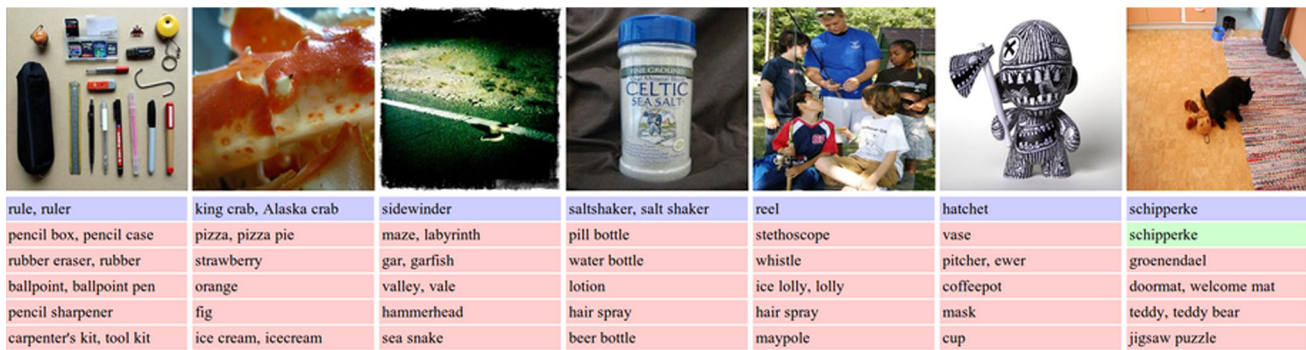 FINE GROUND
CELTIC
SEA SALT
rule, ruler
king crab, Alaska crab
sidewinder
saltshaker, salt shaker
reel
hatchet
schipperke
pencil box, pencil case
pizza, pizza pie
maze, labyrinth
pill bottle
stethoscope
vase
schipperke
rubber eraser, rubber
strawberry
gar, garfish
water bottle
whistle
pitcher, ewer
groenendael
ballpoint, ballpoint pen
orange
valley, vale
lotion
ice lolly, lolly
coffeepot
doormat, welcome mat
pencil sharpener
fig
hammerhead
hair spray
hair spray
mask
teddy, teddy bear
carpenter's kit, tool kit
ice cream, icecream
sea snake
beer bottle
maypole
cup
jigsaw puzzle